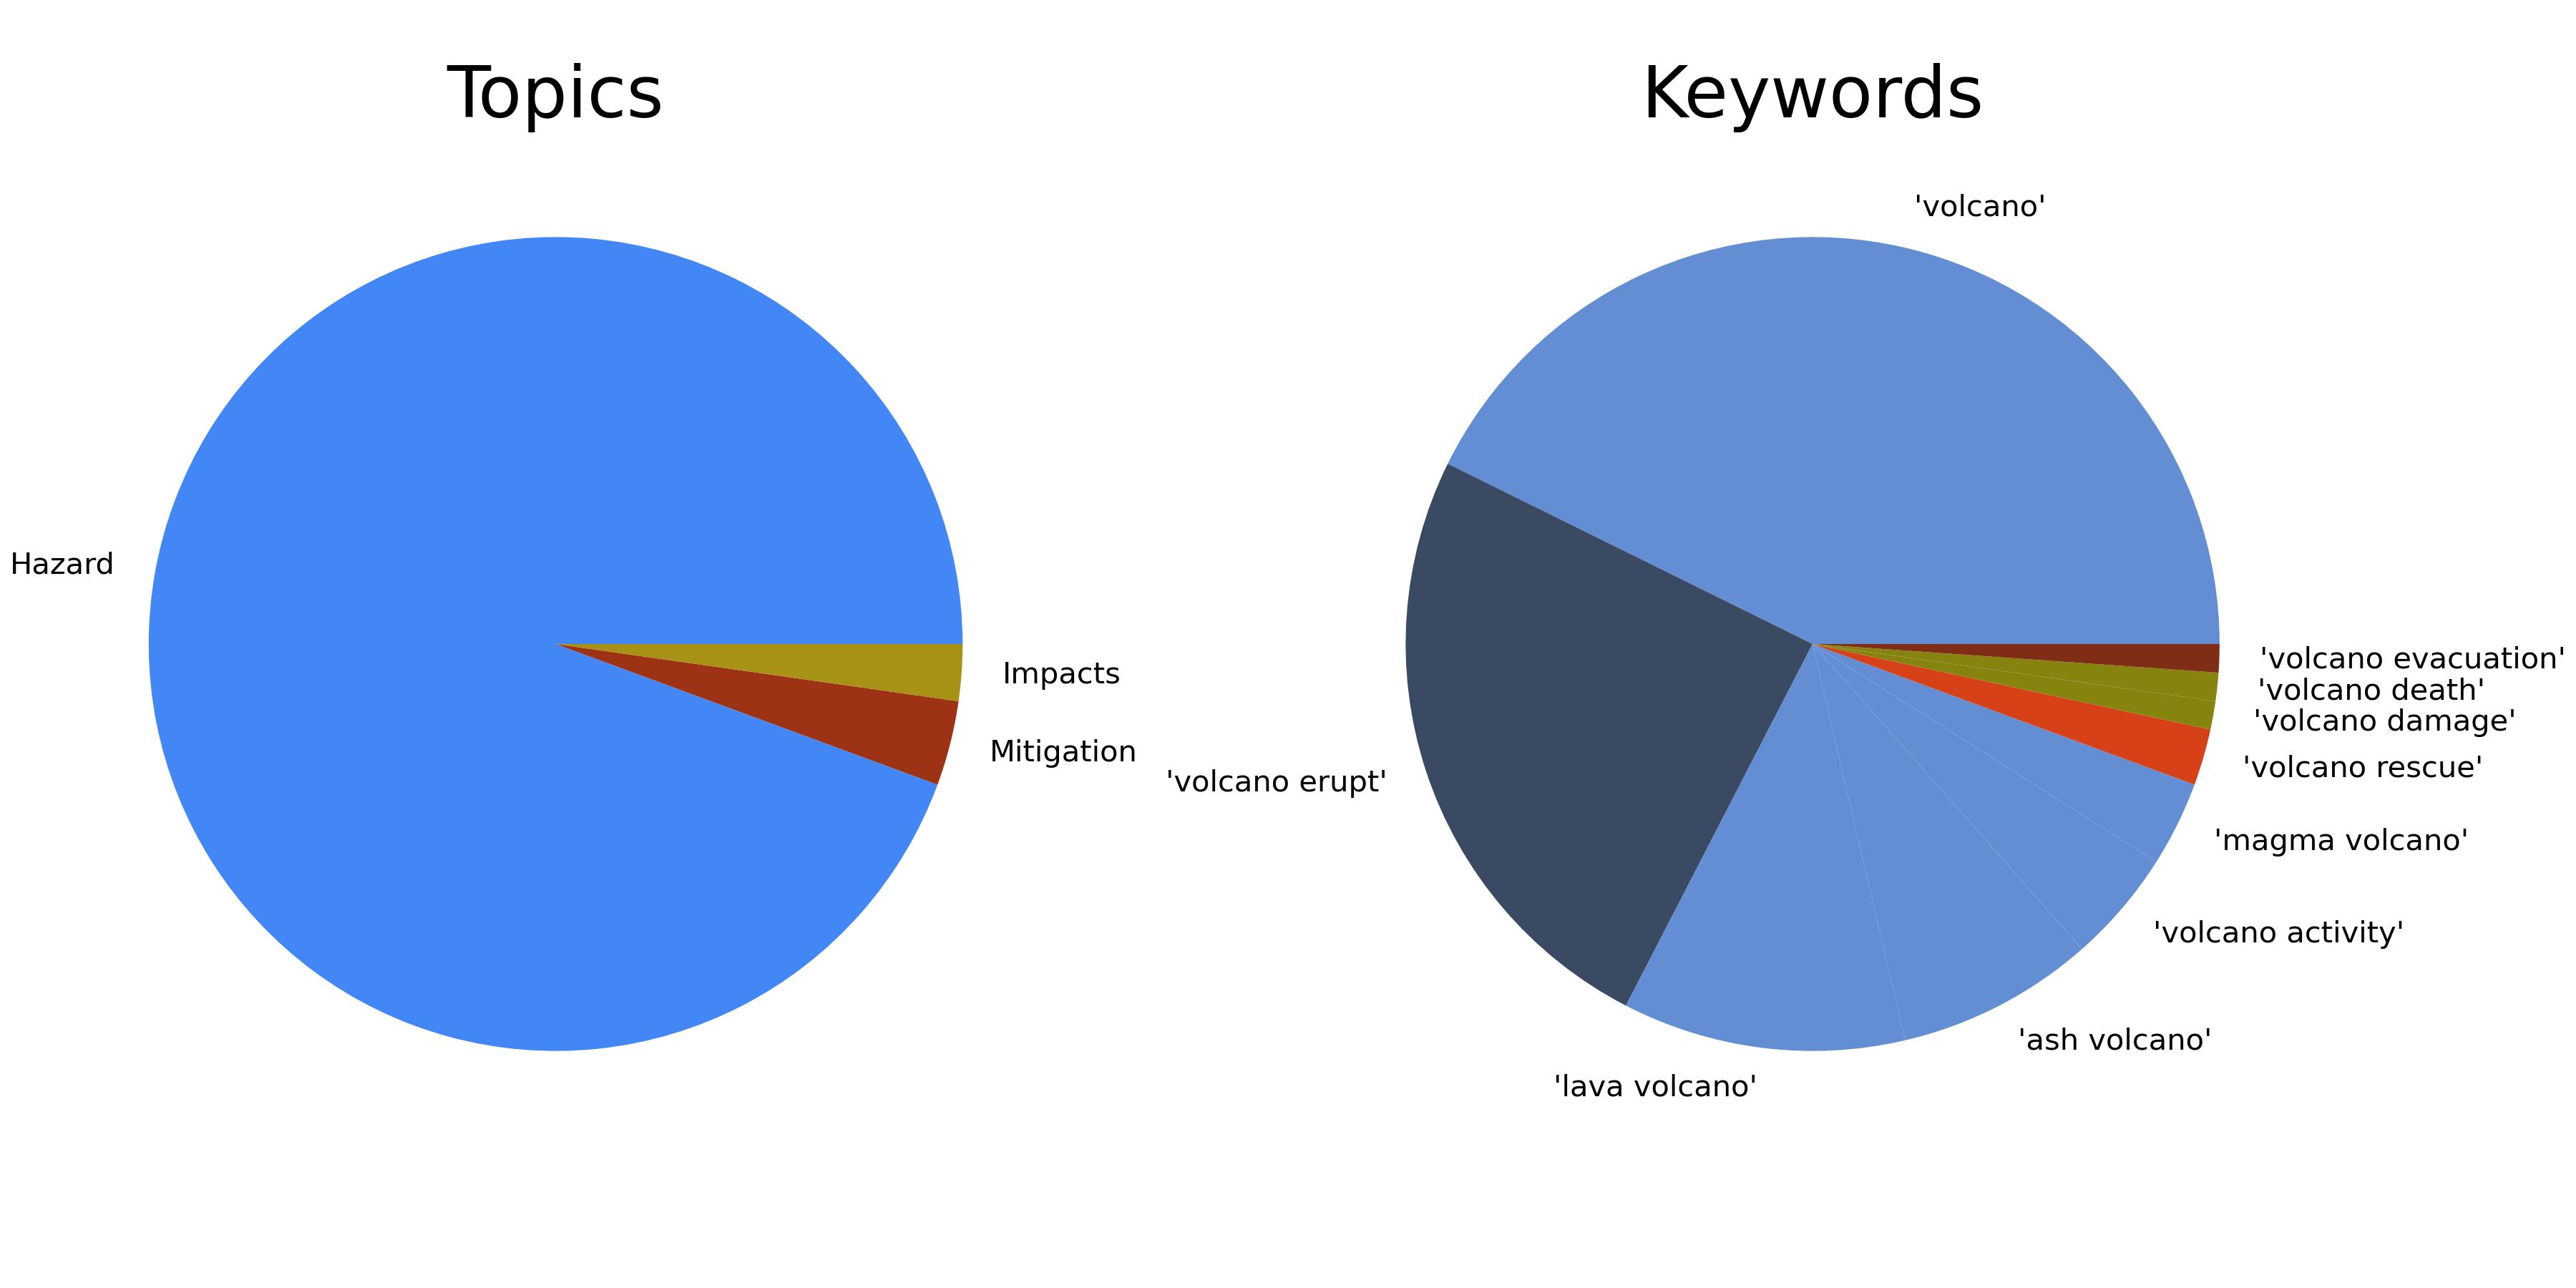 Topics
Hazard
Impacts
Mitigation
Keywords
'volcano'
'volcano erupt'
'lava volcano'
'ash volcano'
'volcano activity'
'magma volcano'
'volcano rescue'
'volcano damage'
'volcano death'
'volcano evacuation'